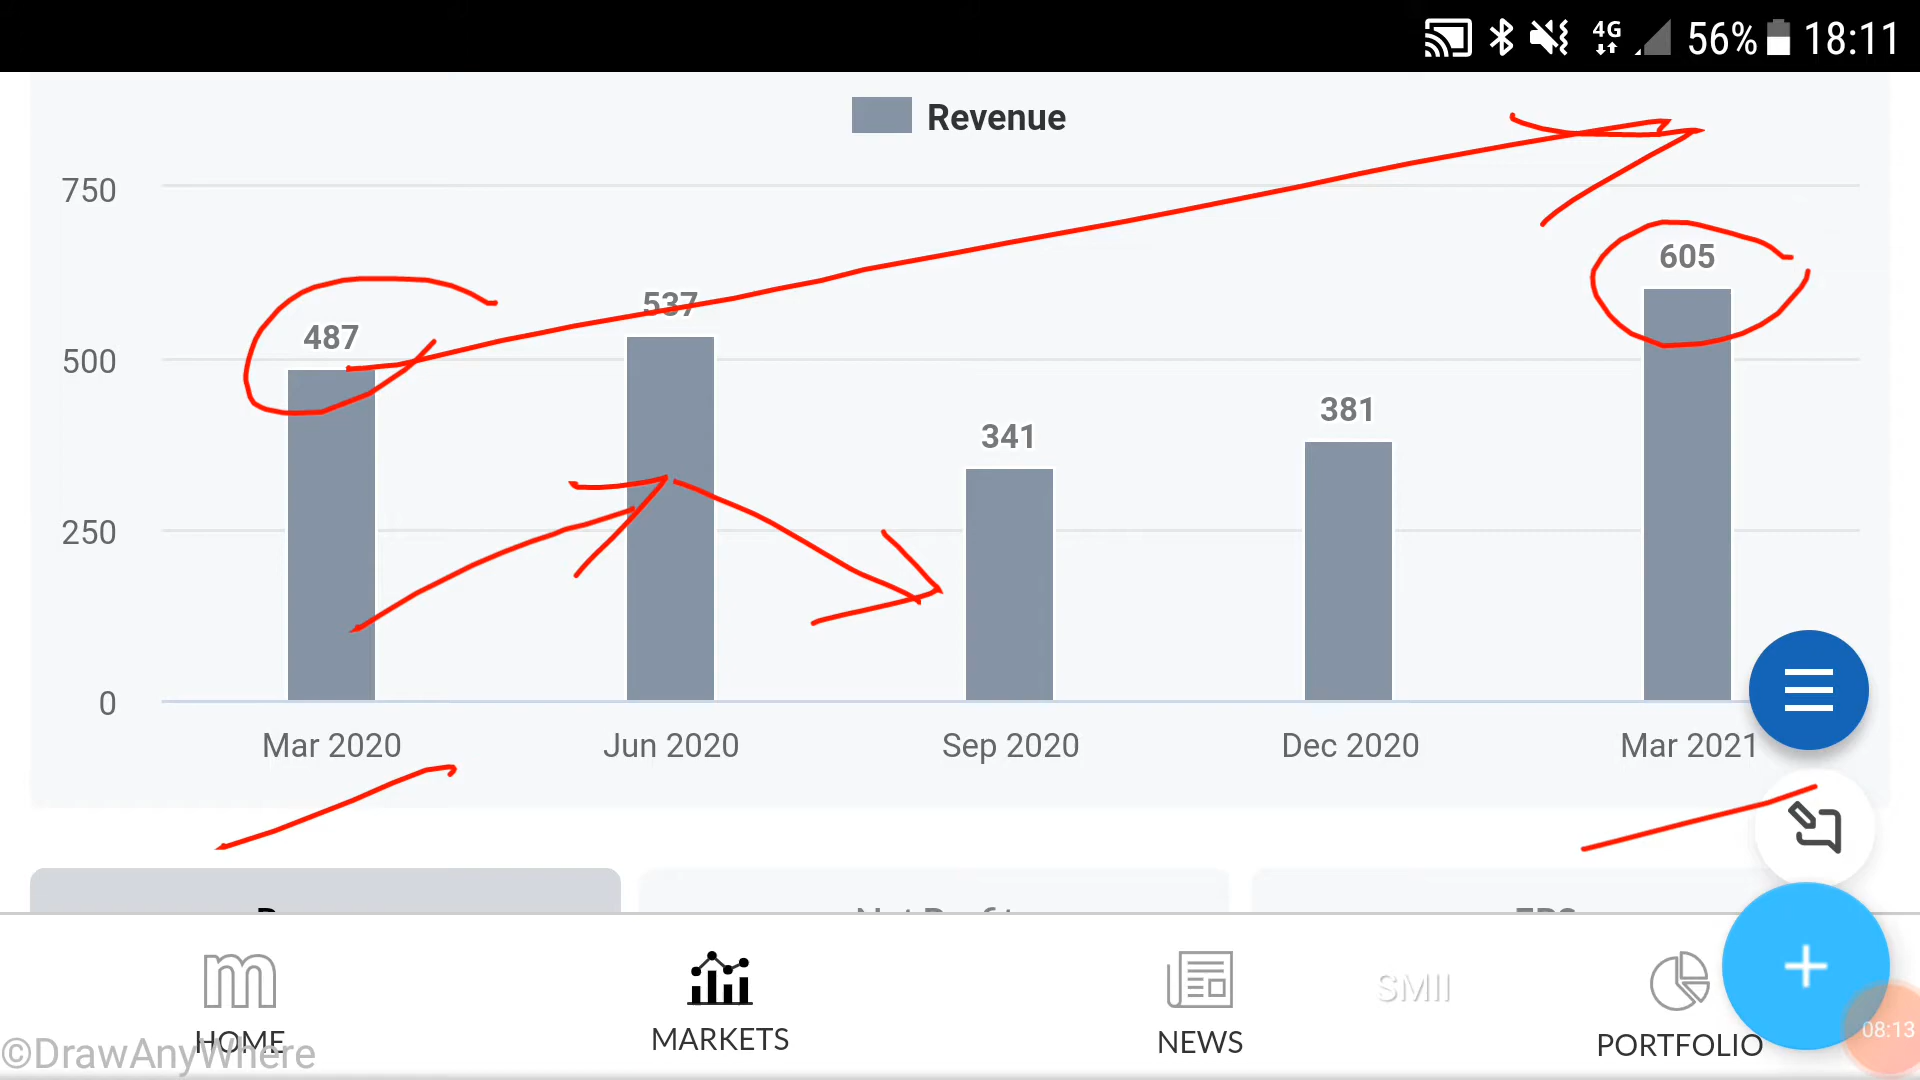 4G 56% 18:11
Revenue
750
500
250
0
487
537
341
381
605
Mar 2020 Jun 2020 Sep 2020 Dec 2020 Mar 2021
SMII
HOME MARKETS NEWS PORTFOLIO
08:13
©DrawAnyWhere